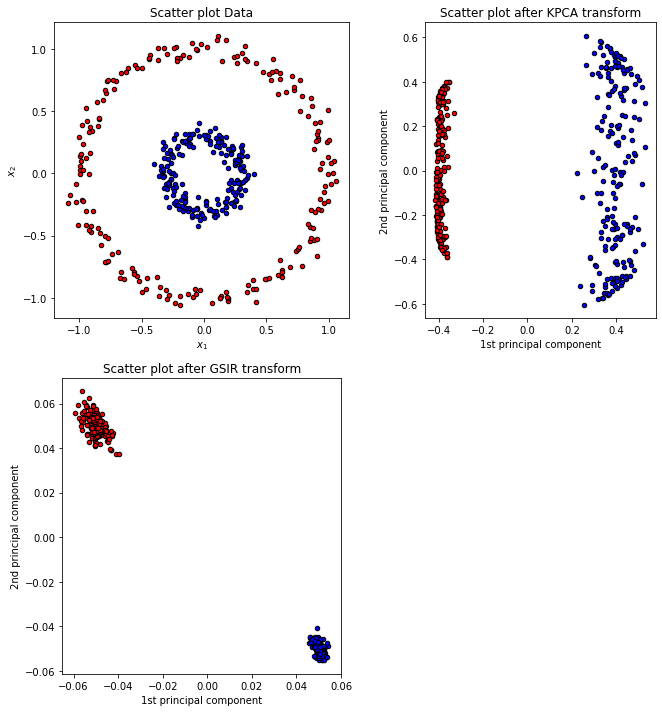 Scatter plot Data
1.0
0.5
0.0
−0.5
−1.0
x₂
−1.0 −0.5 0.0 0.5 1.0
x₁
Scatter plot after KPCA transform
0.6
0.4
0.2
0.0
−0.2
−0.4
−0.6
2nd principal component
−0.4 −0.2 0.0 0.2 0.4
1st principal component
Scatter plot after GSIR transform
0.06
0.04
0.02
0.00
−0.02
−0.04
−0.06
2nd principal component
−0.06 −0.04 −0.02 0.00 0.02 0.04 0.06
1st principal component